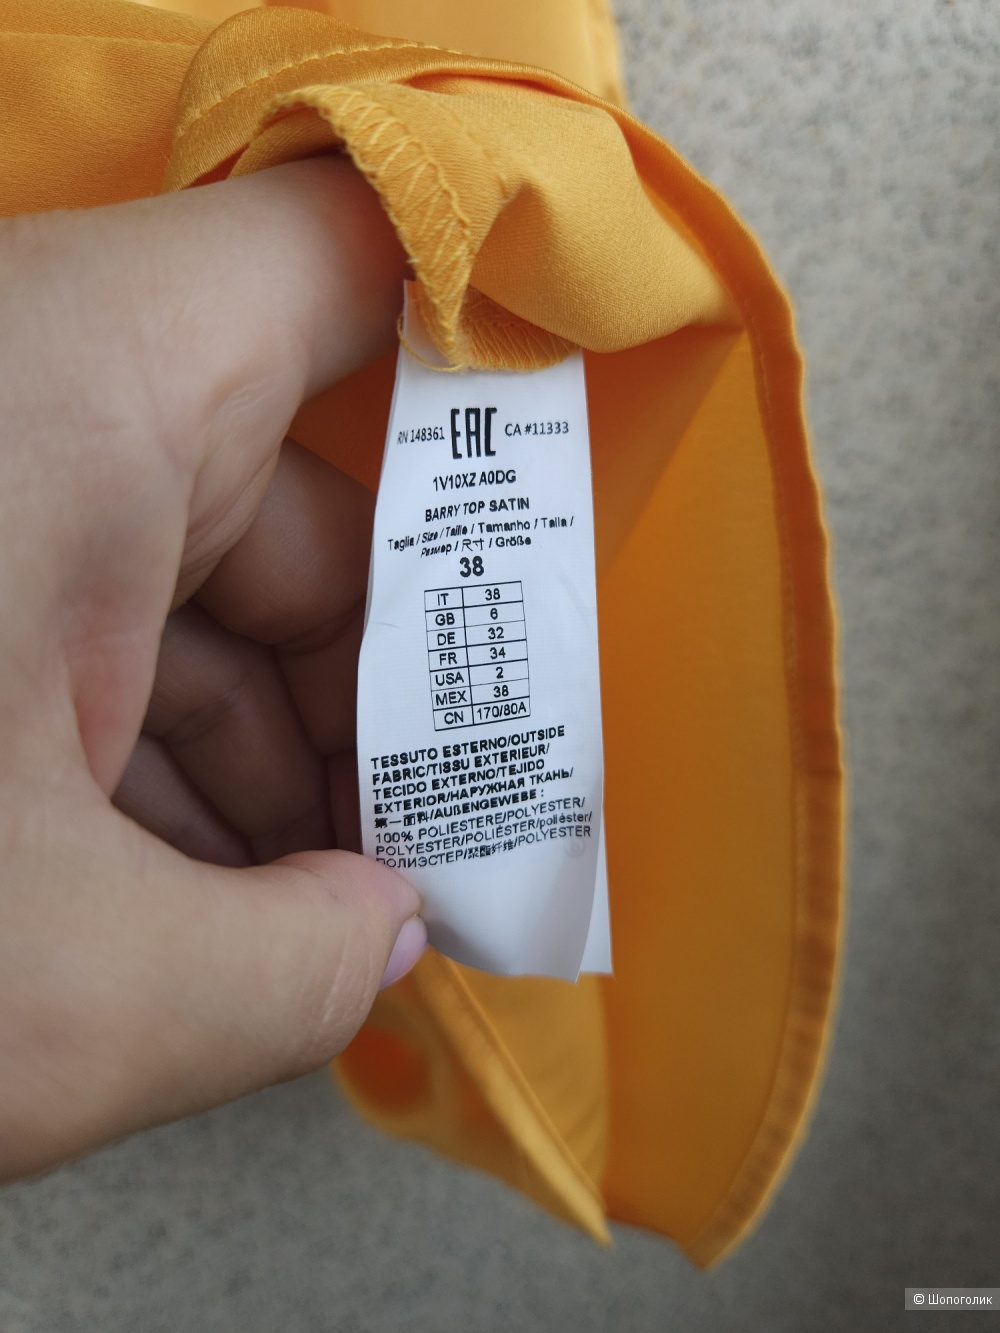 RN 148361 EAC CA #11333
1V10XZ A0DG
BARRY TOP SATIN
Taglia / Size / Taille / Tamanho / Talla /
Размер / 尺寸 / Größe
38
IT 38
GB 6
DE 32
FR 34
USA 2
MEX 38
CN 170/80A
TESSUTO ESTERNO/OUTSIDE
FABRIC/TISSU EXTERIEUR/
TECIDO EXTERNO/TEJIDO
EXTERIOR/НАРУЖНАЯ ТКАНЬ/
第一面料/AUßENGEWEBE :
100% POLIESTERE/POLYESTER/
POLYESTER/POLIÉSTER/poliéster/
ПОЛИЭСТЕР/聚酯纤维/POLYESTER
© Шопоголик